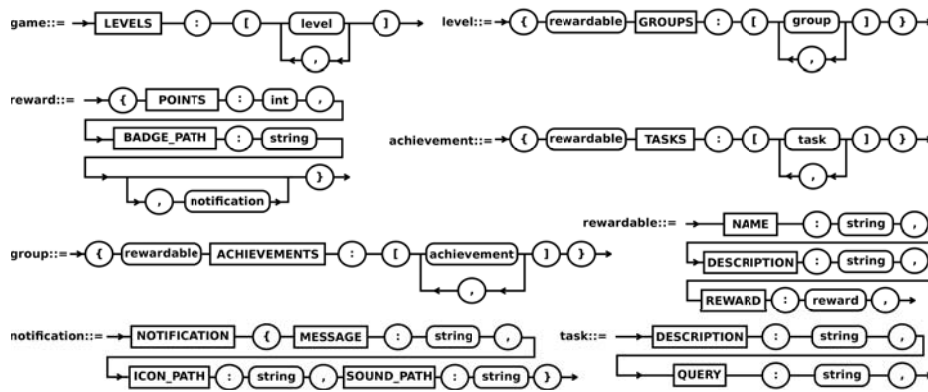 game::= LEVELS : [ level ]
,
level::= { rewardable GROUPS : [ group ] }
,
reward::= { POINTS : int ,
BADGE_PATH : string
}
, notification
achievement::= { rewardable TASKS : [ task ] }
,
rewardable::= NAME : string ,
DESCRIPTION : string ,
REWARD : reward ,
group::= { rewardable ACHIEVEMENTS : [ achievement ] }
,
notification::= NOTIFICATION { MESSAGE : string ,
ICON_PATH : string , SOUND_PATH : string }
task::= DESCRIPTION : string ,
QUERY : string ,